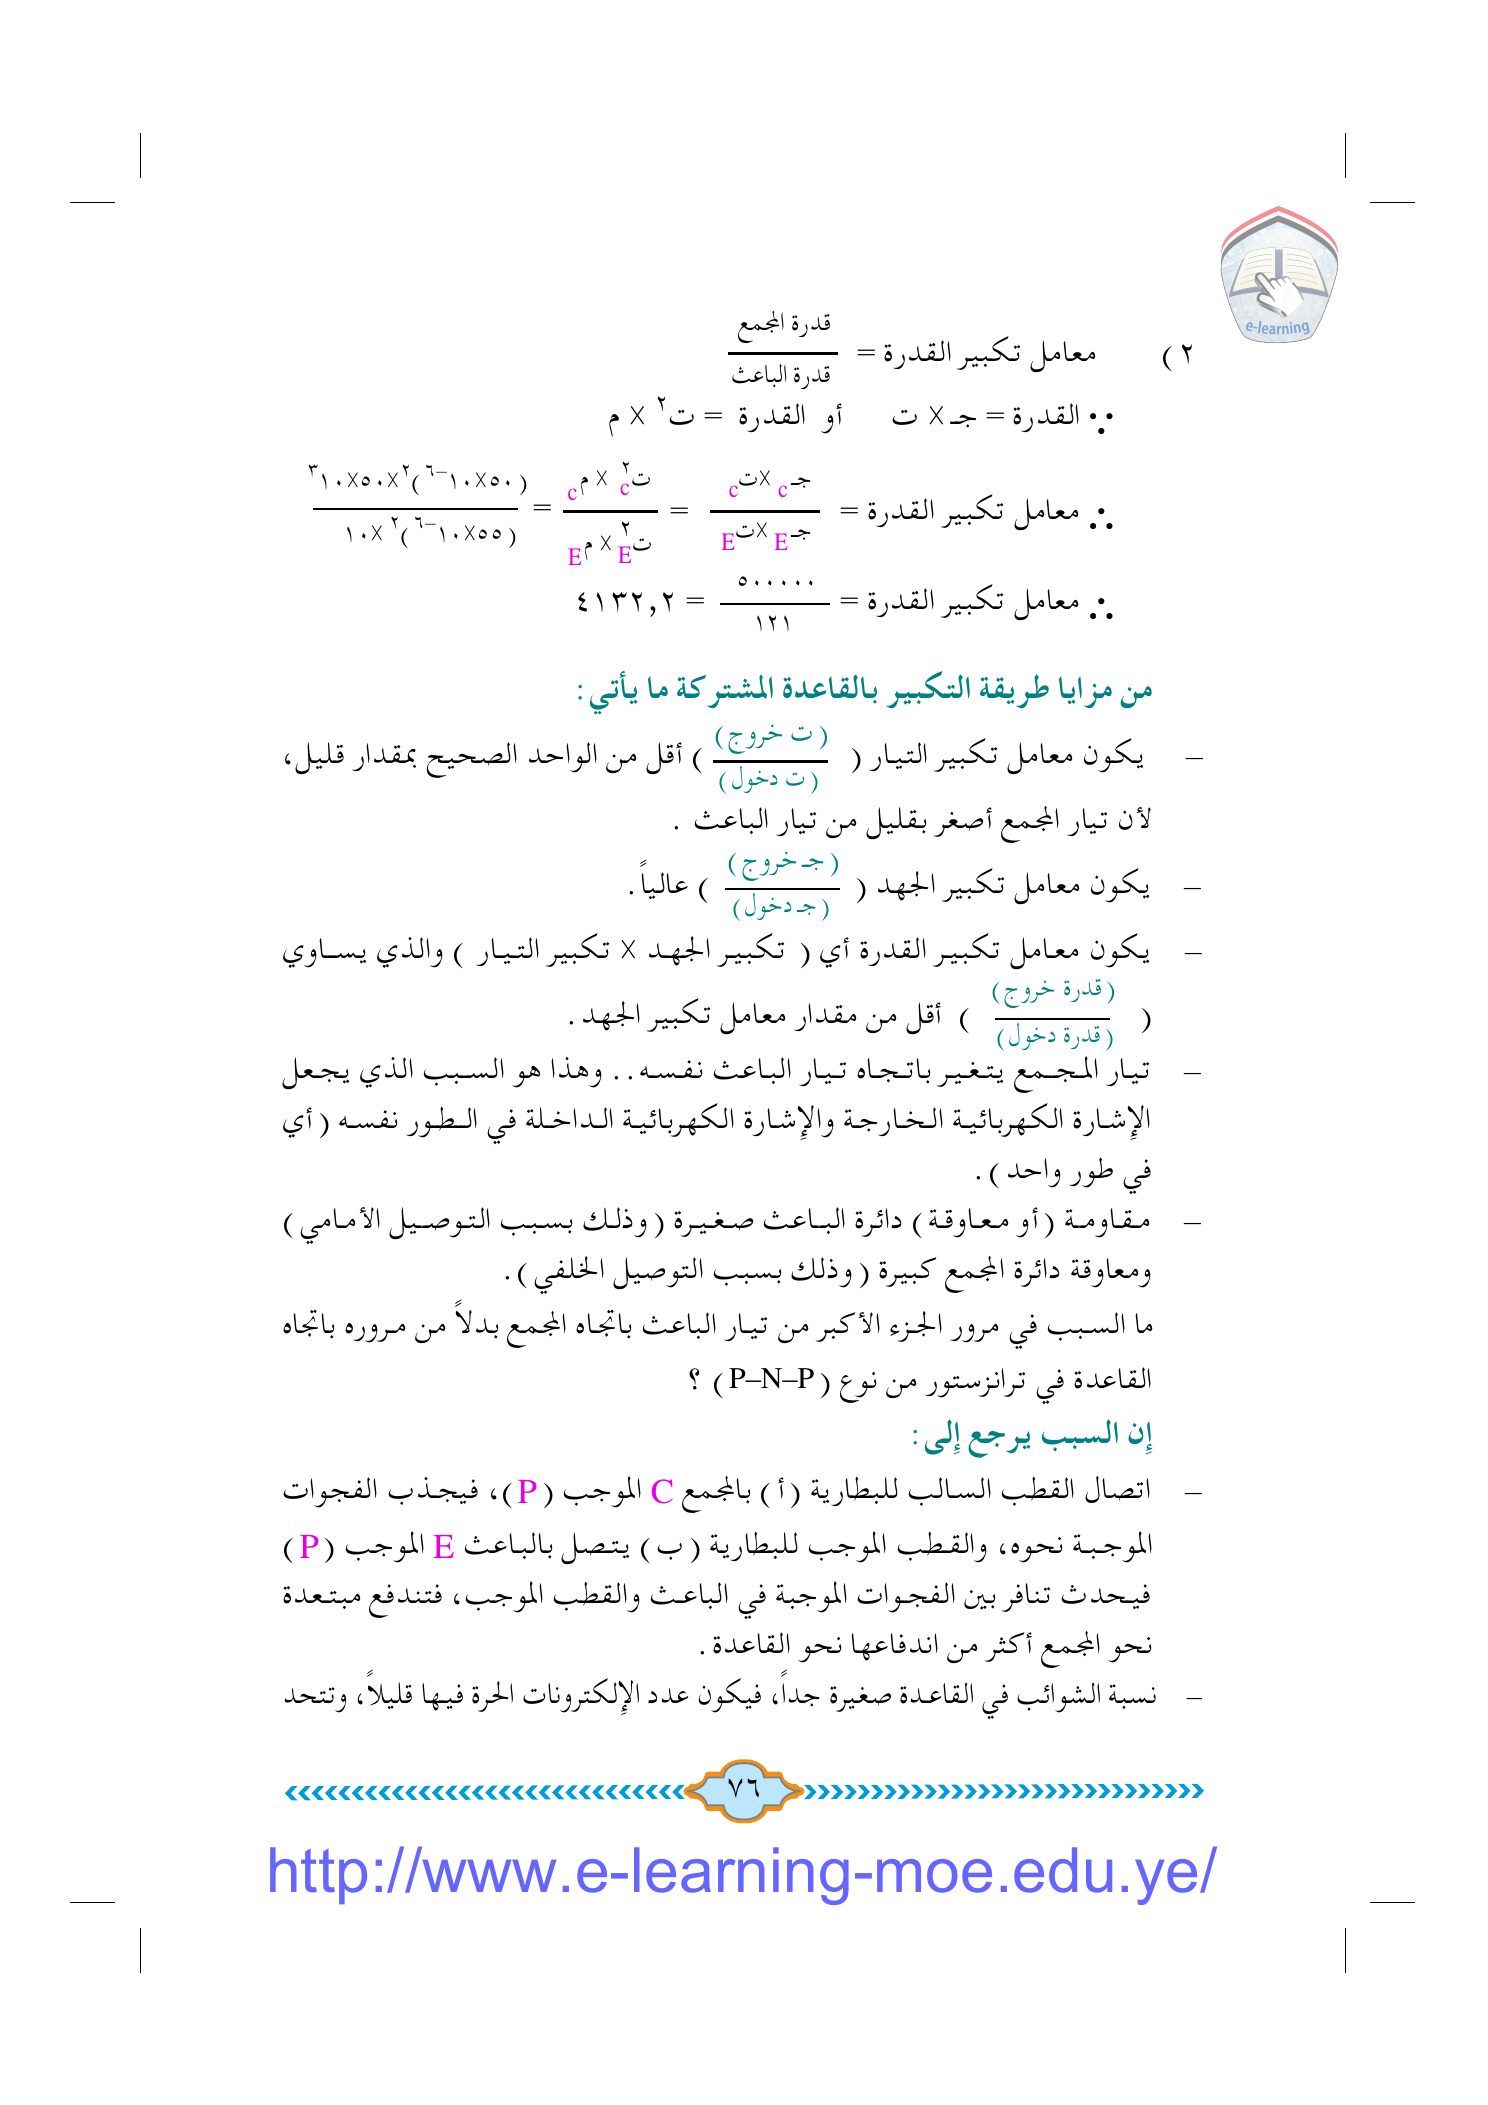 e-learning
٢ ) معامل تكبير القدرة = قدرة المجمع / قدرة الباعث
∵ القدرة = جـ × ت أو القدرة = ت٢ × م
∴ معامل تكبير القدرة = جـc × تc / جـE × تE = ت٢c × مc / ت٢E × مE = (٥٠×١٠−٦)٢×٥٠×١٠٣ / (٥٥×١٠−٦)٢ ×١٠
∴ معامل تكبير القدرة = ٥٠٠٠٠٠ / ١٢١ = ٤١٣٢,٢
من مزايا طريقة التكبير بالقاعدة المشتركة ما يأتي:
– يكون معامل تكبير التيار ( (ت خروج) / (ت دخول) ) أقل من الواحد الصحيح بمقدار قليل،
لأن تيار المجمع أصغر بقليل من تيار الباعث .
– يكون معامل تكبير الجهد ( (جـ خروج) / (جـ دخول) ) عالياً.
– يكون معامل تكبير القدرة أي ( تكبير الجهد × تكبير التيار ) والذي يساوي
( (قدرة خروج) / (قدرة دخول) ) أقل من مقدار معامل تكبير الجهد.
– تيار المجمع يتغير باتجاه تيار الباعث نفسه.. وهذا هو السبب الذي يجعل
الإشارة الكهربائية الخارجة والإشارة الكهربائية الداخلة في الطور نفسه (أي
في طور واحد).
– مقاومة (أو معاوقة) دائرة الباعث صغيرة (وذلك بسبب التوصيل الأمامي)
ومعاوقة دائرة المجمع كبيرة (وذلك بسبب التوصيل الخلفي).
ما السبب في مرور الجزء الأكبر من تيار الباعث باتجاه المجمع بدلاً من مروره باتجاه
القاعدة في ترانزستور من نوع (P–N–P) ؟
إن السبب يرجع إلى:
– اتصال القطب السالب للبطارية (أ) بالمجمع C الموجب (P)، فيجذب الفجوات
الموجبة نحوه، والقطب الموجب للبطارية (ب) يتصل بالباعث E الموجب (P)
فيحدث تنافر بين الفجوات الموجبة في الباعث والقطب الموجب، فتندفع مبتعدة
نحو المجمع أكثر من اندفاعها نحو القاعدة.
– نسبة الشوائب في القاعدة صغيرة جداً، فيكون عدد الإلكترونات الحرة فيها قليلاً، وتتحد
٧٦
http://www.e-learning-moe.edu.ye/